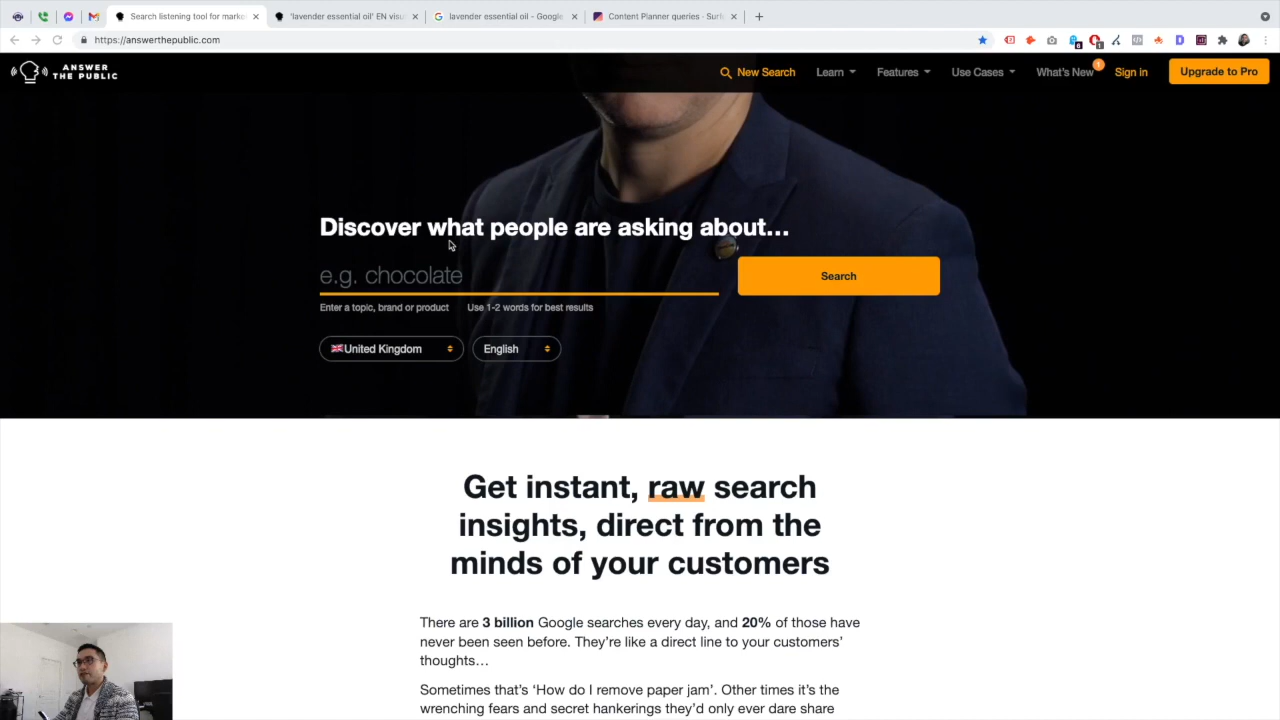 Search listening tool for marke
'lavender essential oil' EN visu
lavender essential oil - Google
Content Planner queries - Surf
https://answerthepublic.com
ANSWER
THE PUBLIC
New Search
Learn
Features
Use Cases
What's New
1
Sign in
Upgrade to Pro
Discover what people are asking about...
e.g. chocolate
Search
Enter a topic, brand or product
Use 1-2 words for best results
United Kingdom
English
Get instant, raw search
insights, direct from the
minds of your customers
There are 3 billion Google searches every day, and 20% of those have
never been seen before. They're like a direct line to your customers'
thoughts…
Sometimes that's 'How do I remove paper jam'. Other times it's the
wrenching fears and secret hankerings they'd only ever dare share